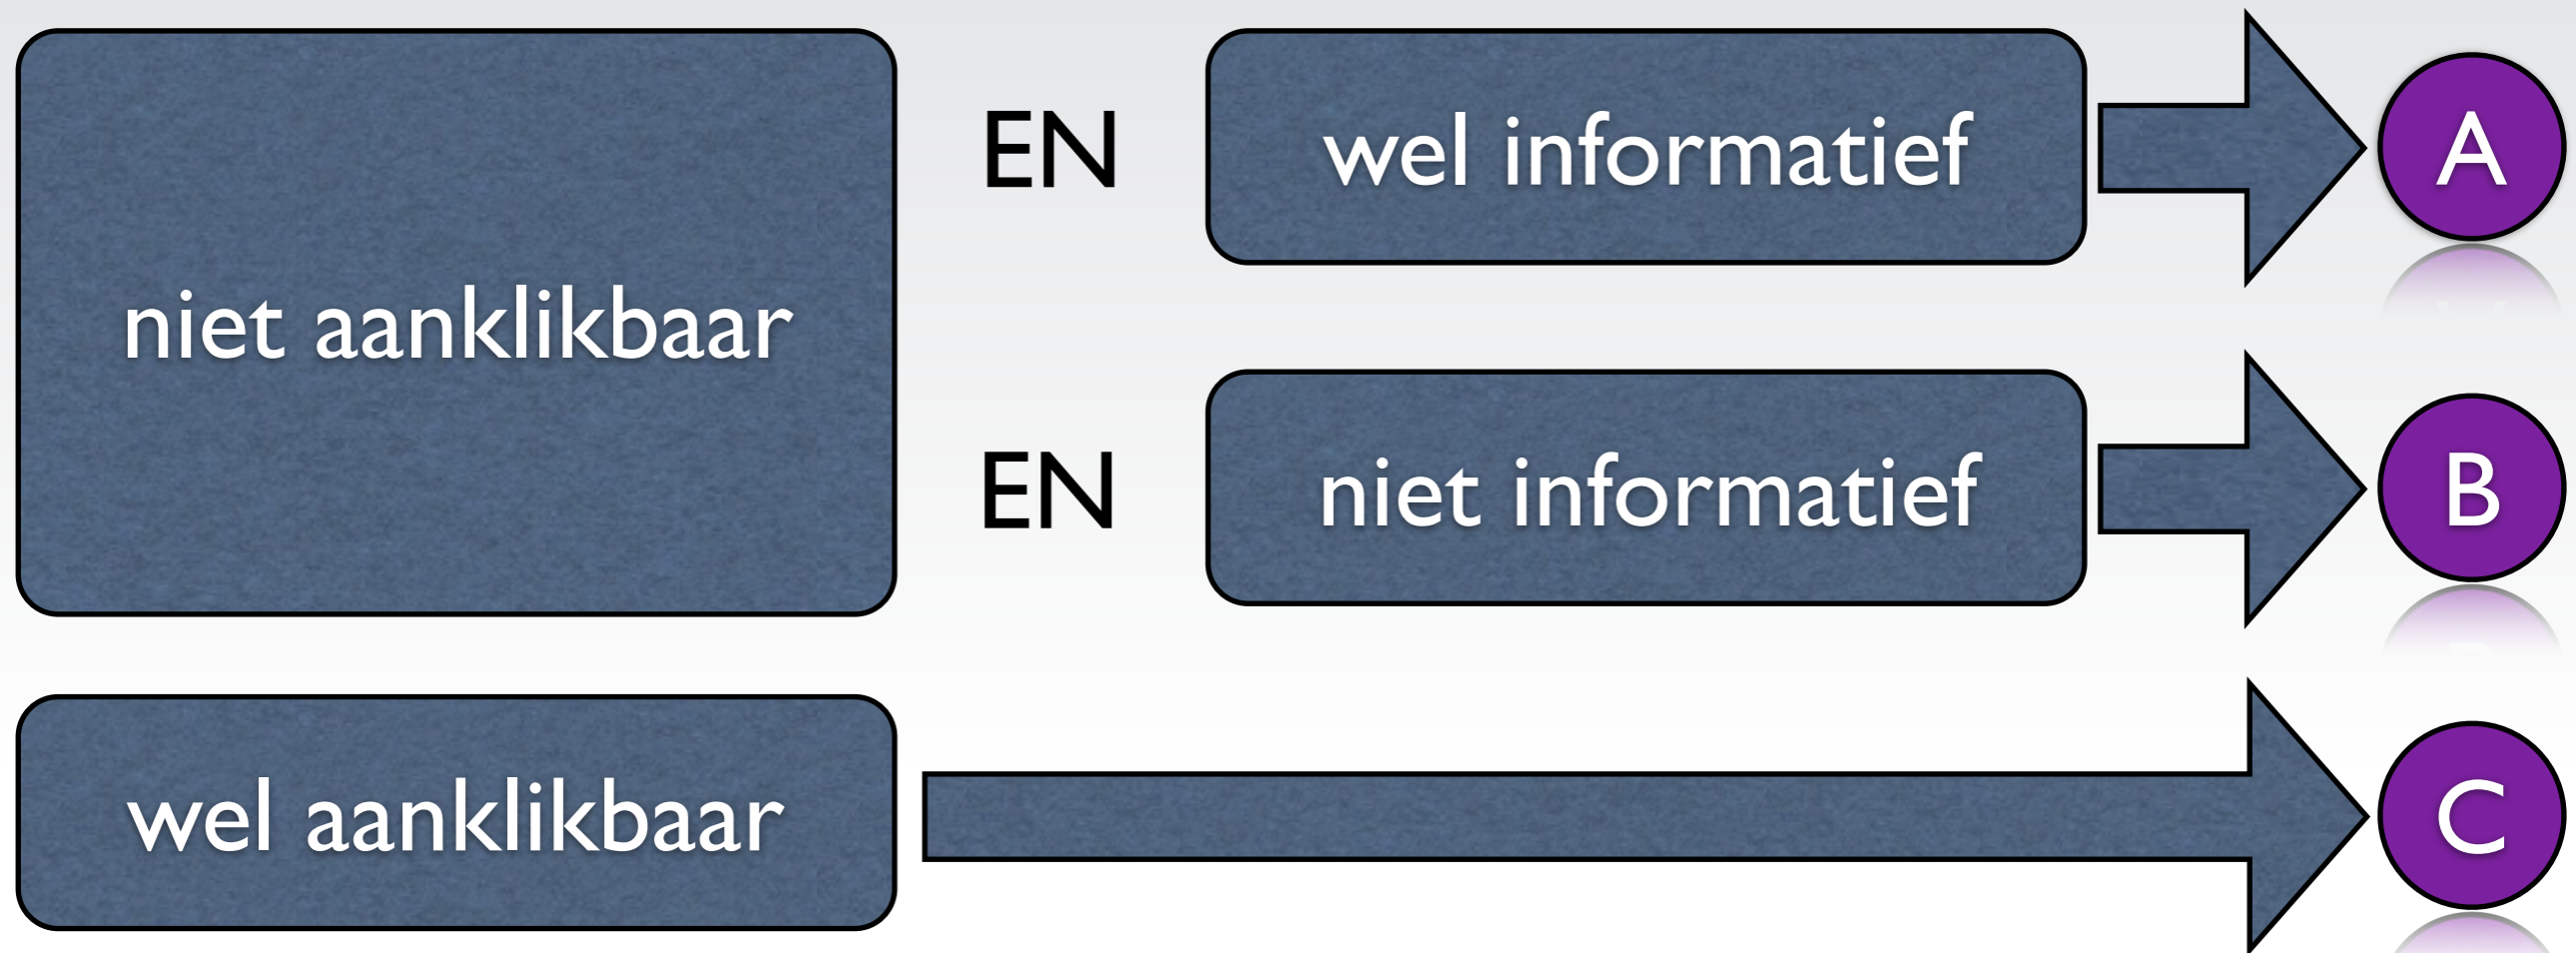 niet aanklikbaar
EN
wel informatief
A
EN
niet informatief
B
wel aanklikbaar
C